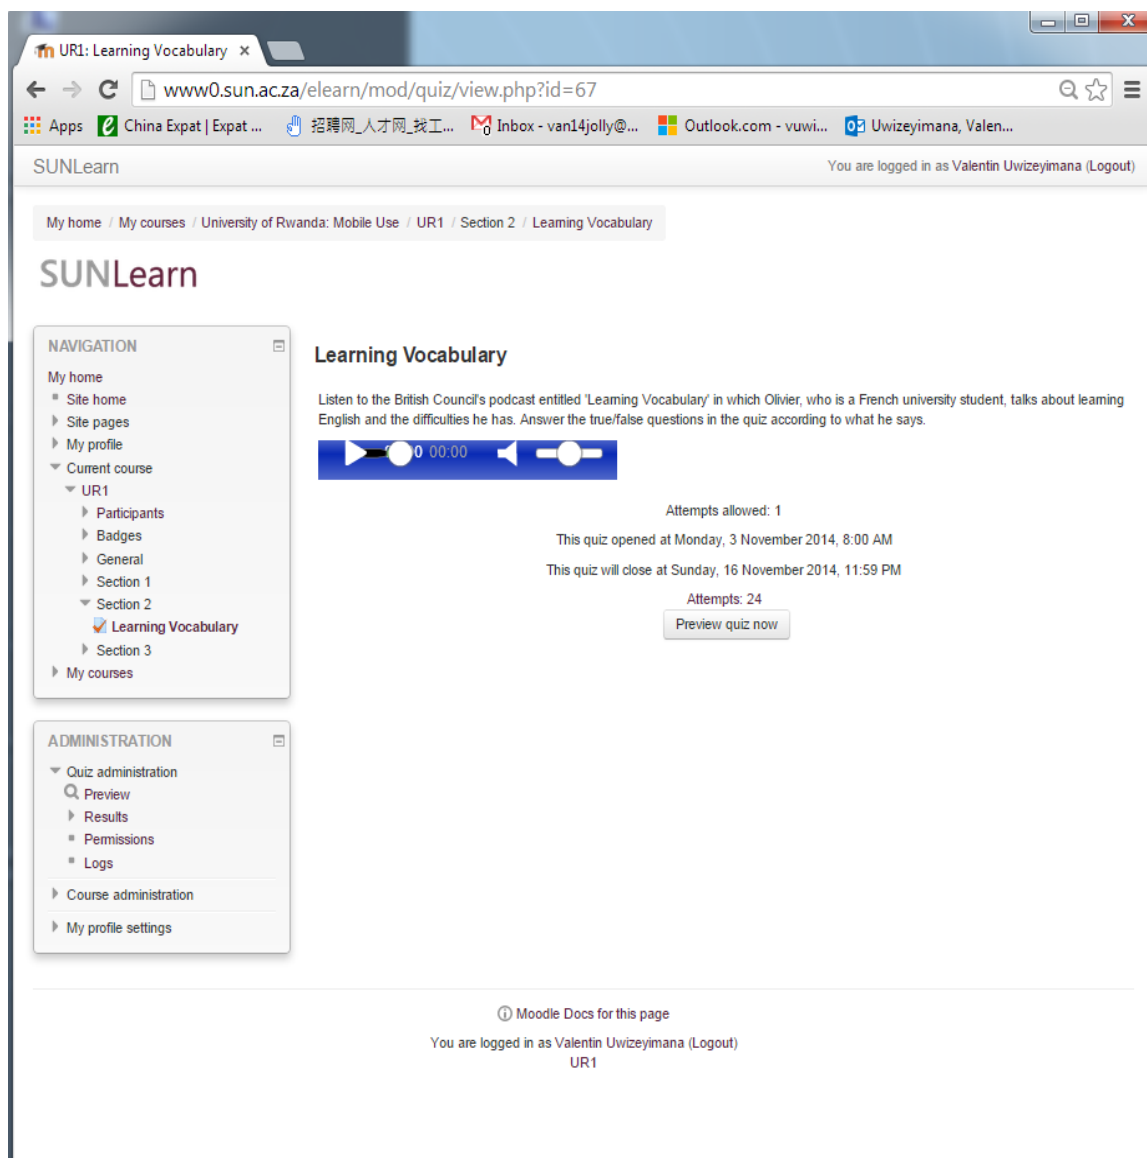 UR1: Learning Vocabulary
www0.sun.ac.za/elearn/mod/quiz/view.php?id=67
Apps China Expat | Expat ... 招聘网_人才网_找工... Inbox - van14jolly@... Outlook.com - vuwi... Uwizeyimana, Valen...
SUNLearn You are logged in as Valentin Uwizeyimana (Logout)
My home / My courses / University of Rwanda: Mobile Use / UR1 / Section 2 / Learning Vocabulary
SUNLearn
NAVIGATION
My home
Site home
Site pages
My profile
Current course
UR1
Participants
Badges
General
Section 1
Section 2
Learning Vocabulary
Section 3
My courses
ADMINISTRATION
Quiz administration
Preview
Results
Permissions
Logs
Course administration
My profile settings
Learning Vocabulary
Listen to the British Council's podcast entitled 'Learning Vocabulary' in which Olivier, who is a French university student, talks about learning
English and the difficulties he has. Answer the true/false questions in the quiz according to what he says.
00:00
Attempts allowed: 1
This quiz opened at Monday, 3 November 2014, 8:00 AM
This quiz will close at Sunday, 16 November 2014, 11:59 PM
Attempts: 24
Preview quiz now
Moodle Docs for this page
You are logged in as Valentin Uwizeyimana (Logout)
UR1